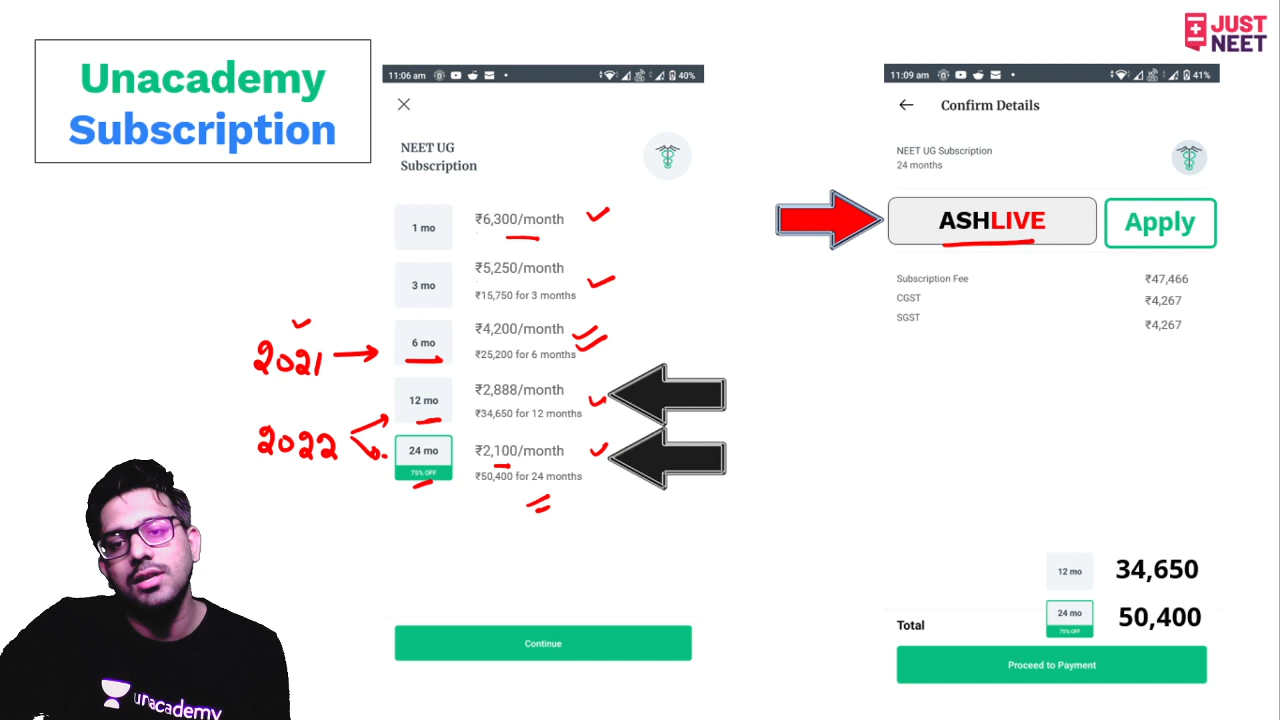 JUST
NEET
Unacademy
Subscription
11:06 am
40%
NEET UG
Subscription
1 mo
₹6,300/month
3 mo
₹5,250/month
₹15,750 for 3 months
2021
6 mo
₹4,200/month
₹25,200 for 6 months
2022
12 mo
₹2,888/month
₹34,650 for 12 months
24 mo
75% OFF
₹2,100/month
₹50,400 for 24 months
Continue
11:09 am
41%
Confirm Details
NEET UG Subscription
24 months
ASHLIVE
Apply
Subscription Fee ₹47,466
CGST ₹4,267
SGST ₹4,267
12 mo 34,650
Total
24 mo 50,400
75% OFF
Proceed to Payment
unacademy